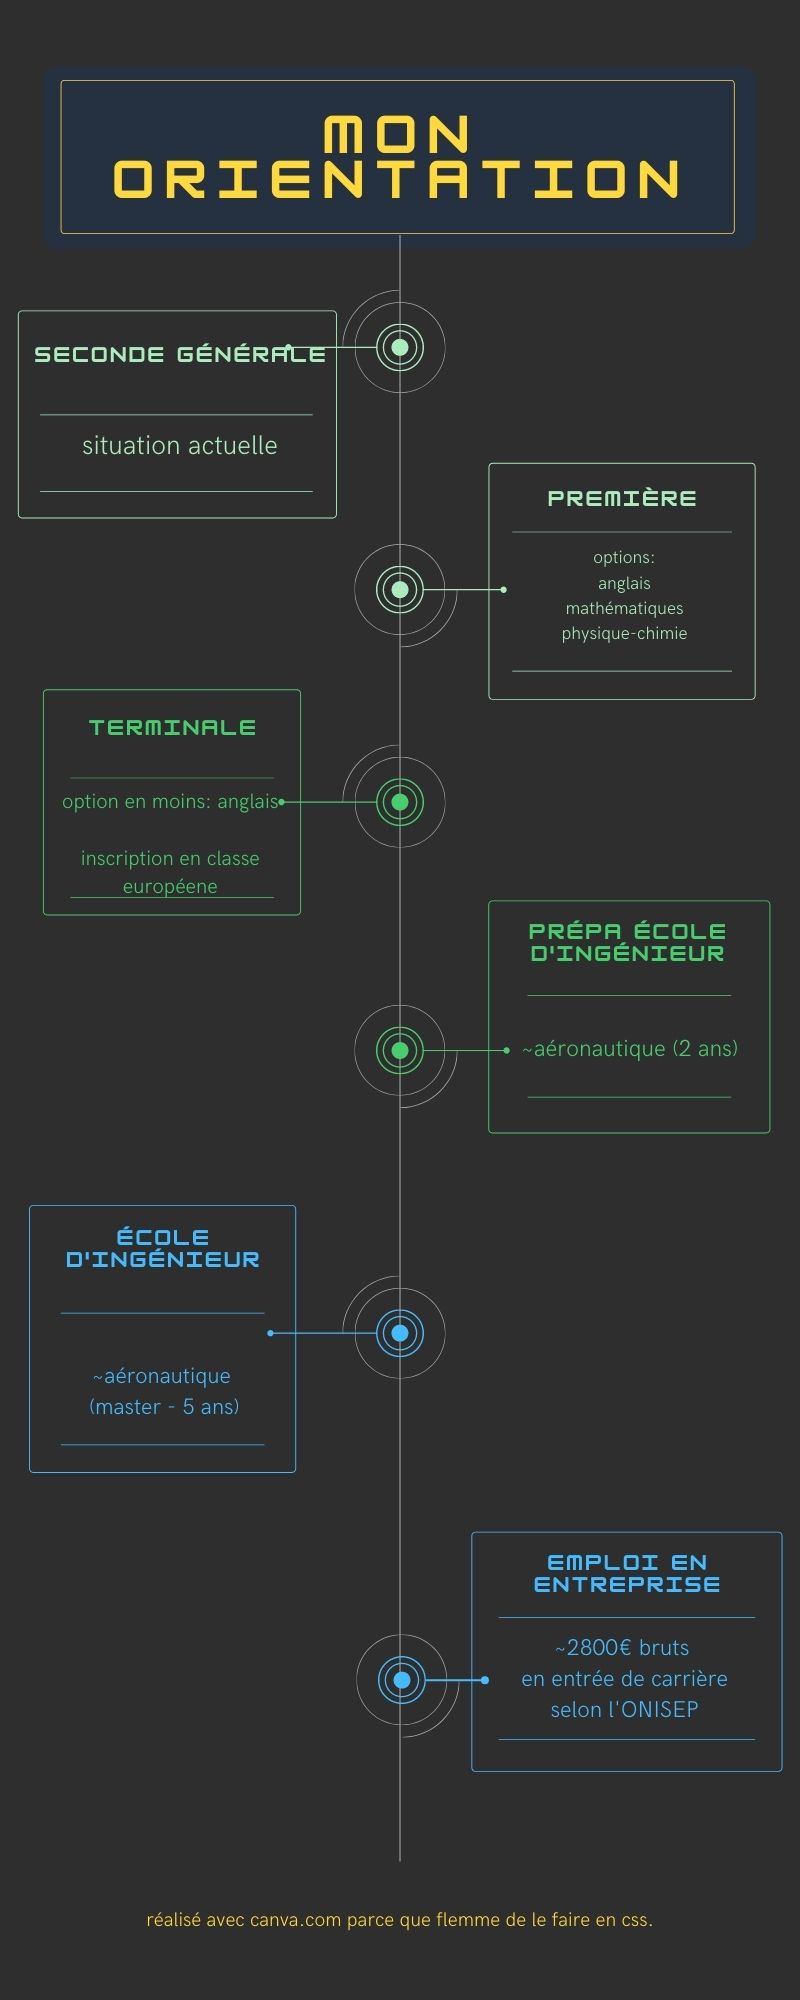 MON
ORIENTATION
SECONDE GÉNÉRALE
situation actuelle
PREMIÈRE
options:
anglais
mathématiques
physique-chimie
TERMINALE
option en moins: anglais
inscription en classe
européene
PRÉPA ÉCOLE
D'INGÉNIEUR
~aéronautique (2 ans)
ÉCOLE
D'INGÉNIEUR
~aéronautique
(master - 5 ans)
EMPLOI EN
ENTREPRISE
~2800€ bruts
en entrée de carrière
selon l'ONISEP
réalisé avec canva.com parce que flemme de le faire en css.